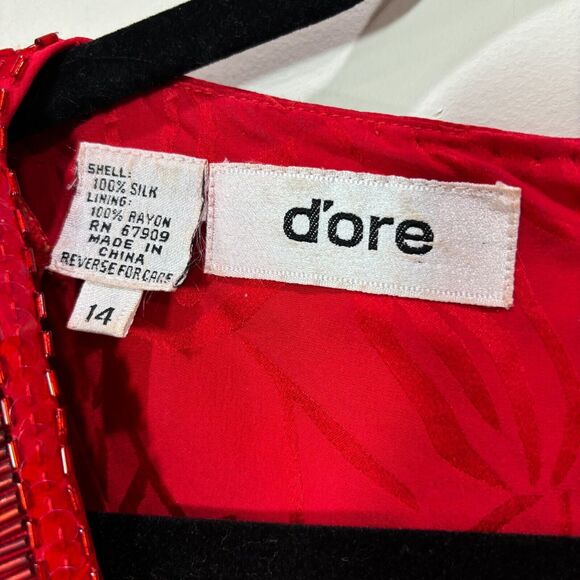 SHELL:
100% SILK
LINING:
100% RAYON
RN 67909
MADE IN
CHINA
REVERSE FOR CARE
14
d'ore